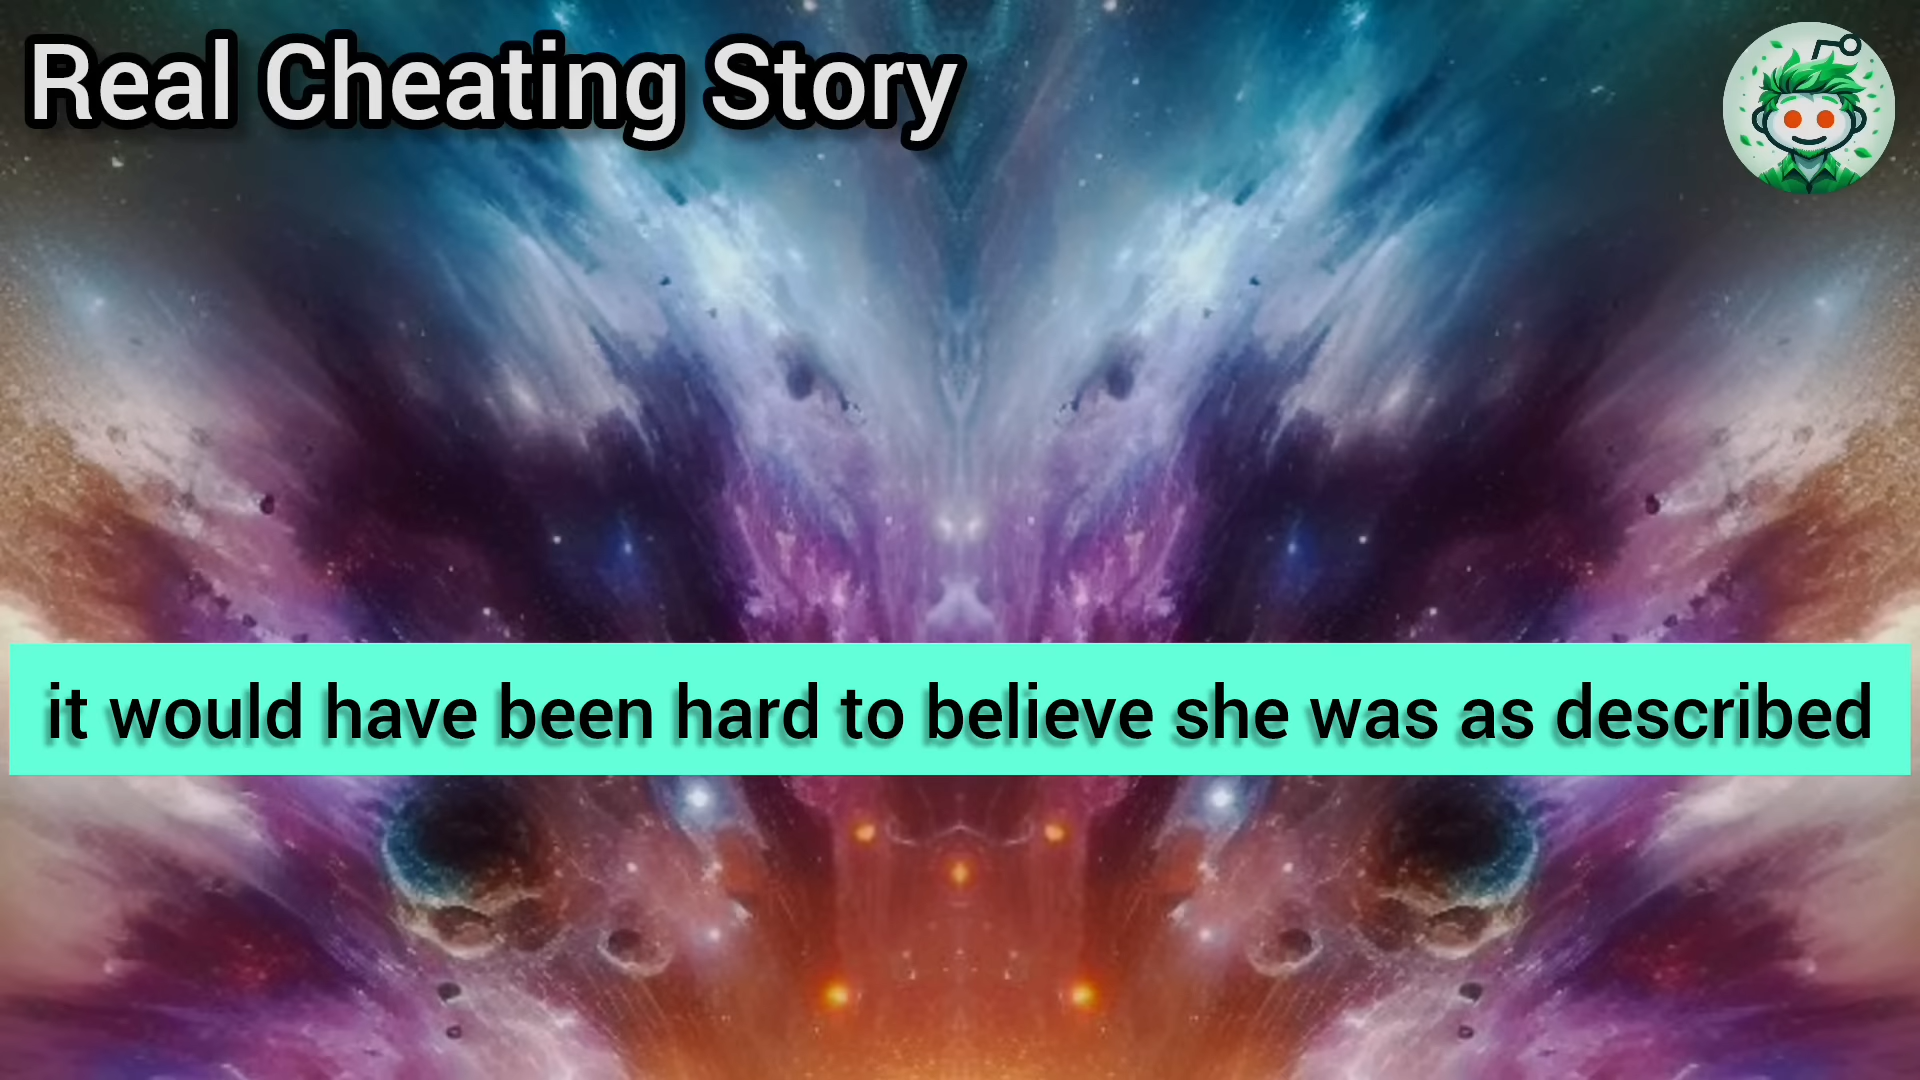 Real Cheating Story
it would have been hard to believe she was as described